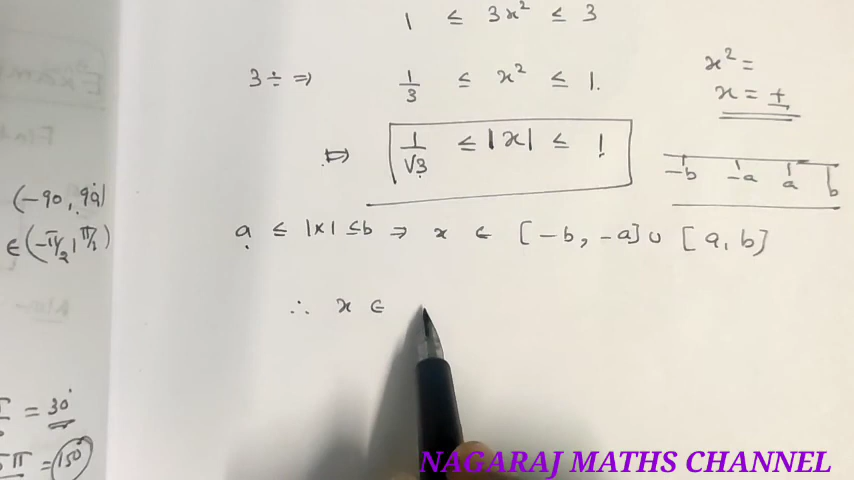 1 ≤ 3x² ≤ 3
3 ÷ ⇒ 1/3 ≤ x² ≤ 1.
x² =
x = ±
⇒ 1/√3 ≤ |x| ≤ 1
-b -a a b
(-90, 90)
a ≤ |x| ≤ b ⇒ x ∈ [-b, -a] ∪ [a, b]
∈ (-π/2, π/2)
∴ x ∈
= 30°
= 150°
NAGARAJ MATHS CHANNEL